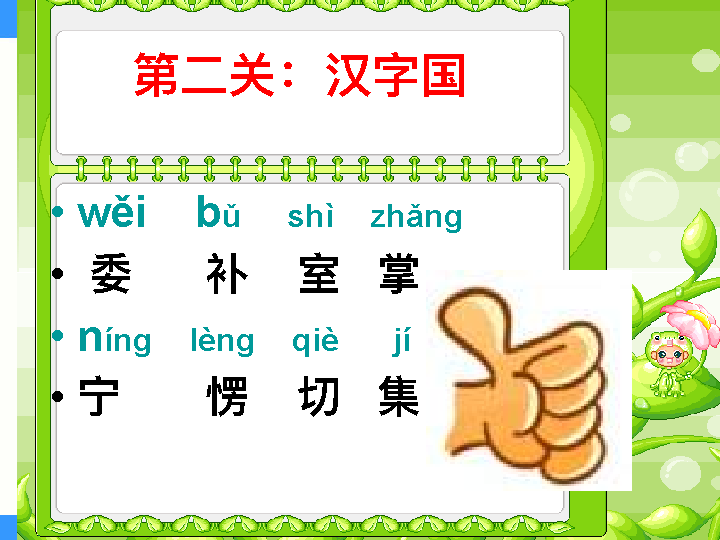 第二关：汉字国
• wěi bǔ shì zhǎng
• 委 补 室 掌
• níng lèng qiè jí
• 宁 愣 切 集